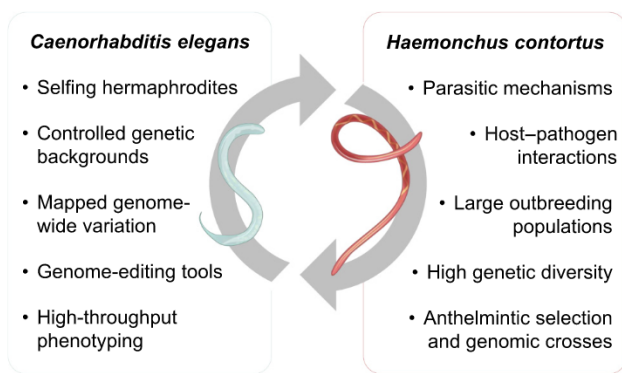 Caenorhabditis elegans
• Selfing hermaphrodites
• Controlled genetic
backgrounds
• Mapped genome-
wide variation
• Genome-editing tools
• High-throughput
phenotyping
Haemonchus contortus
• Parasitic mechanisms
• Host–pathogen
interactions
• Large outbreeding
populations
• High genetic diversity
• Anthelmintic selection
and genomic crosses